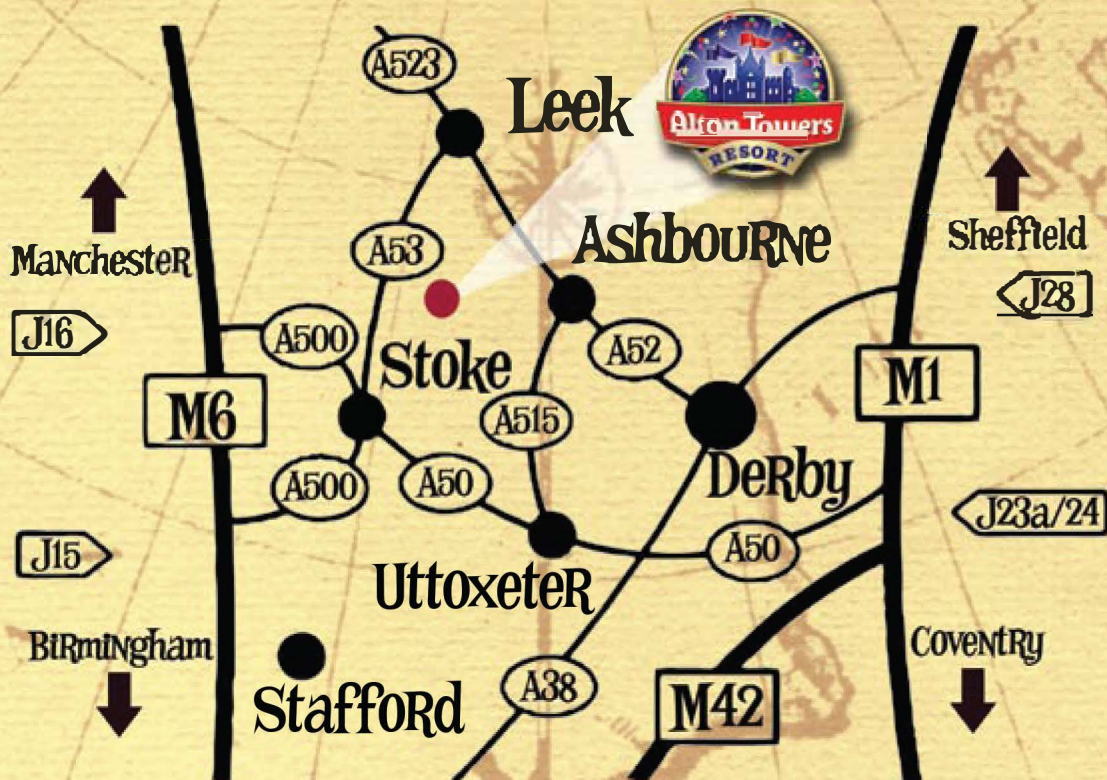 A523
Leek
Alton Towers
RESORT
Manchester
A53
Ashbourne
Sheffield
J28
J16
A500
Stoke
A52
M1
M6
A515
A500
A50
Derby
J23a/24
J15
A50
Uttoxeter
Birmingham
Coventry
Stafford
A38
M42